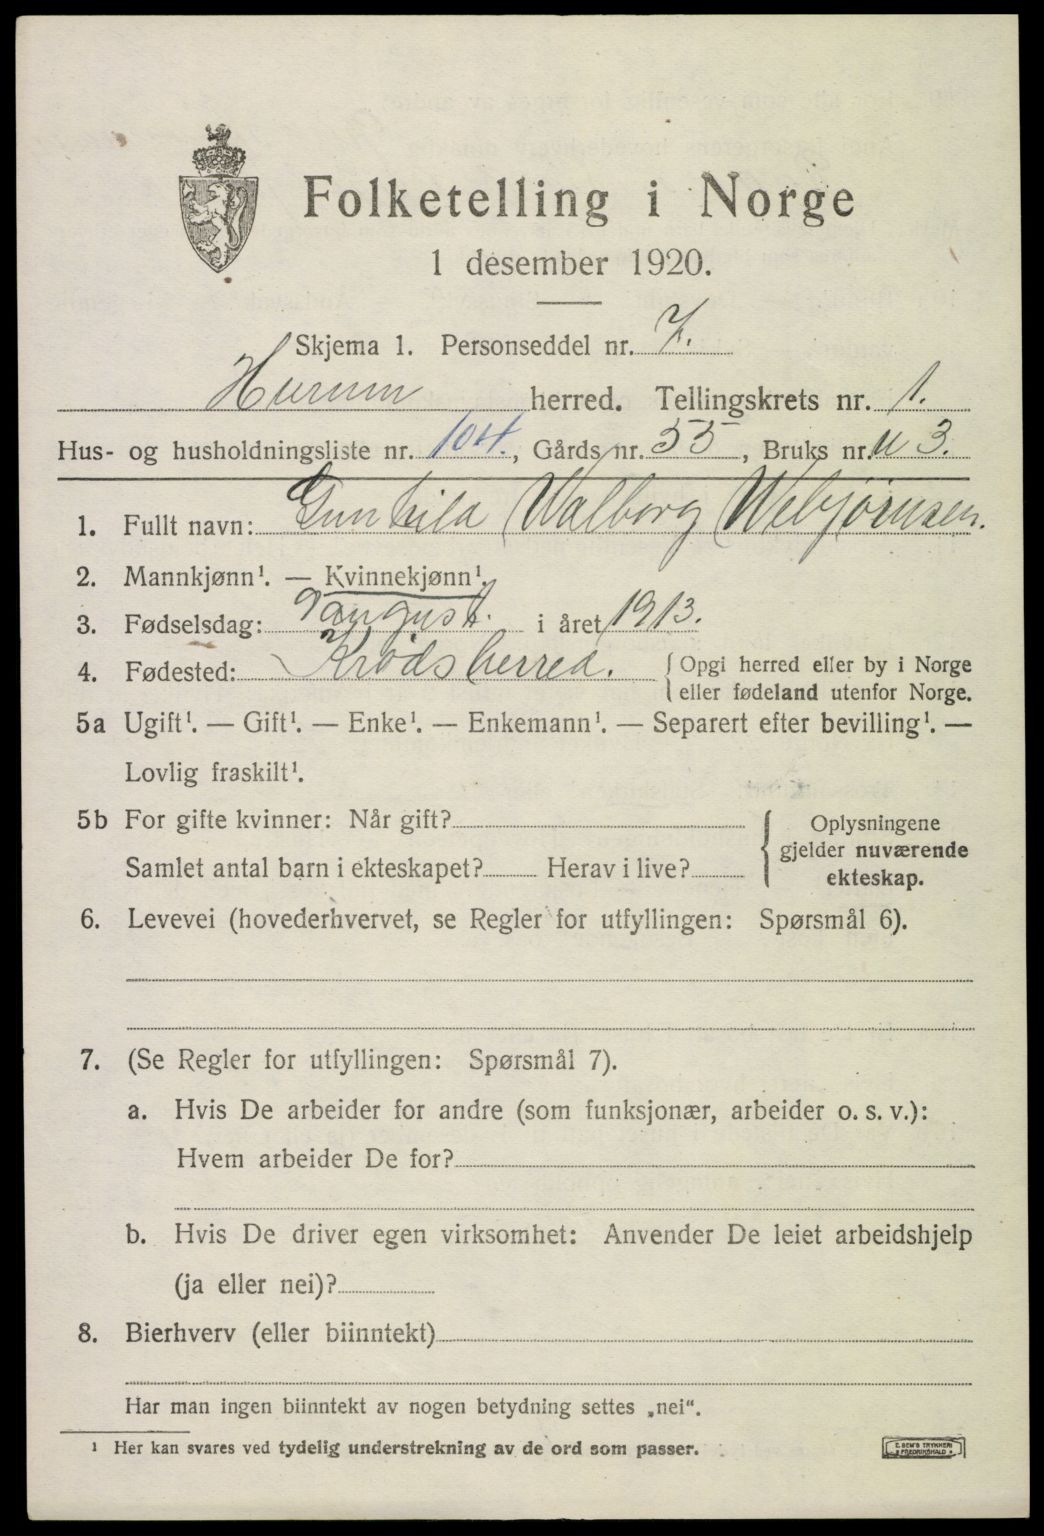 Folketelling i Norge
1 desember 1920.
Skjema 1. Personseddel nr. 7.
Hurum herred. Tellingskrets nr. 1.
Hus- og husholdningsliste nr. 104., Gårds nr. 55, Bruks nr. 3.
1. Fullt navn: Gunhild Walborg Webjørnsen.
2. Mannkjønn¹. — Kvinnekjønn¹.
3. Fødselsdag: 9 august. i året 1913.
4. Fødested: Krødsherred. { Opgi herred eller by i Norge
eller fødeland utenfor Norge.
5a Ugift¹. — Gift¹. — Enke¹. — Enkemann¹. — Separert efter bevilling¹. —
Lovlig fraskilt¹.
5b For gifte kvinner: Når gift? { Oplysningene
gjelder nuværende
Samlet antal barn i ekteskapet? Herav i live? ekteskap.
6. Levevei (hovederhvervet, se Regler for utfyllingen: Spørsmål 6).
7. (Se Regler for utfyllingen: Spørsmål 7).
a. Hvis De arbeider for andre (som funksjonær, arbeider o. s. v.):
Hvem arbeider De for?
b. Hvis De driver egen virksomhet: Anvender De leiet arbeidshjelp
(ja eller nei)?
8. Bierhverv (eller biinntekt)
Har man ingen biinntekt av nogen betydning settes „nei".
¹ Her kan svares ved tydelig understrekning av de ord som passer.
E. SEM'S TRYKKERI
FREDRIKSHALD